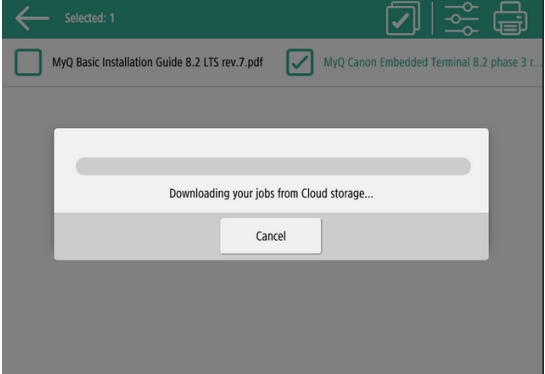 Selected: 1
MyQ Basic Installation Guide 8.2 LTS rev.7.pdf
MyQ Canon Embedded Terminal 8.2 phase 3 r...
Downloading your jobs from Cloud storage...
Cancel